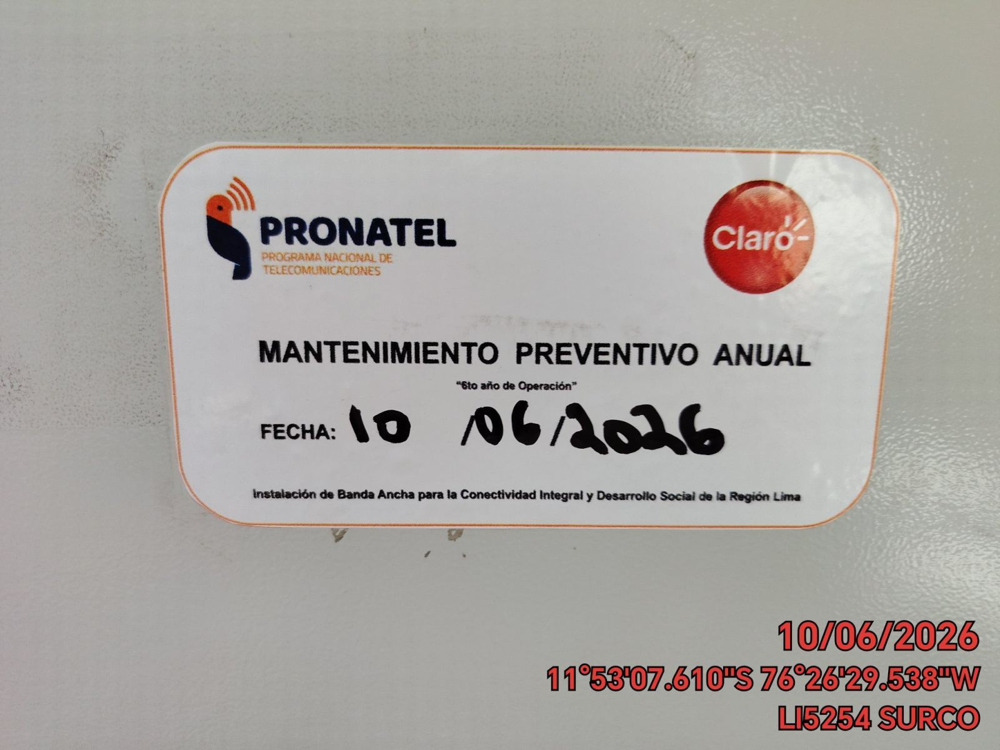 PRONATEL
PROGRAMA NACIONAL DE
TELECOMUNICACIONES
Claro
MANTENIMIENTO PREVENTIVO ANUAL
"6to año de Operación"
FECHA: 10 /06/2026
Instalación de Banda Ancha para la Conectividad Integral y Desarrollo Social de la Región Lima
10/06/2026
11°53'07.610"S 76°26'29.538"W
LI5254 SURCO